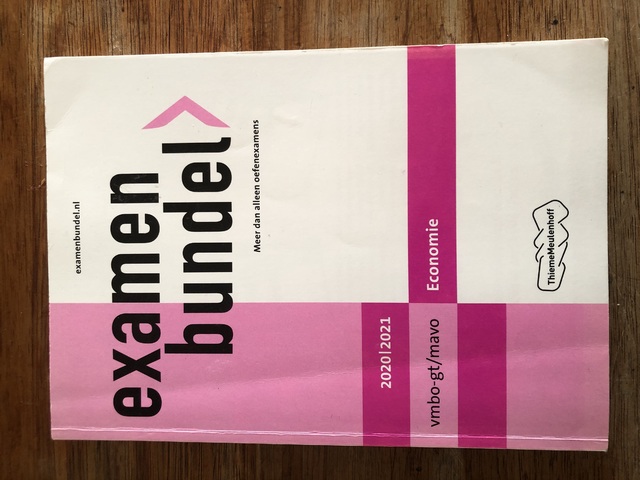 examenbundel.nl
examen
bundel>
Meer dan alleen oefenexamens
2020|2021
vmbo-gt/mavo
Economie
ThiemeMeulenhoff